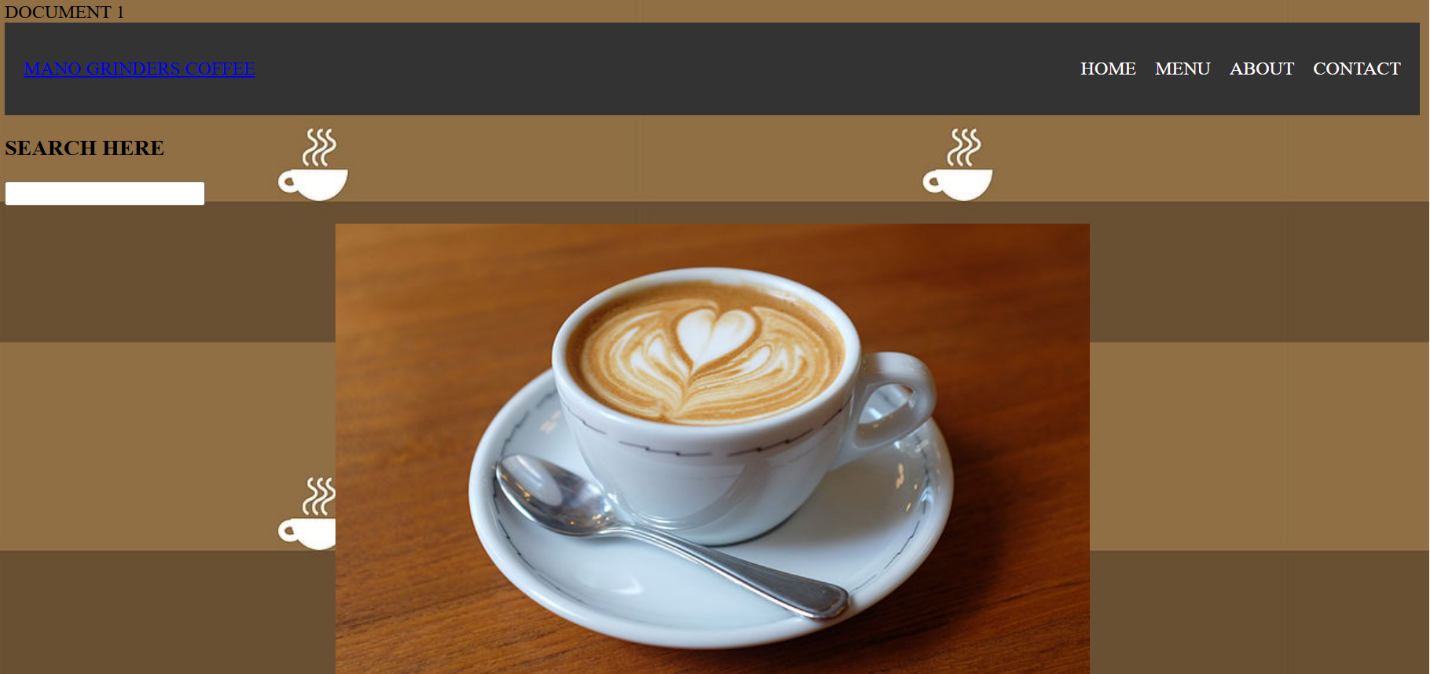 DOCUMENT 1
MANO GRINDERS COFFEE HOME MENU ABOUT CONTACT
SEARCH HERE